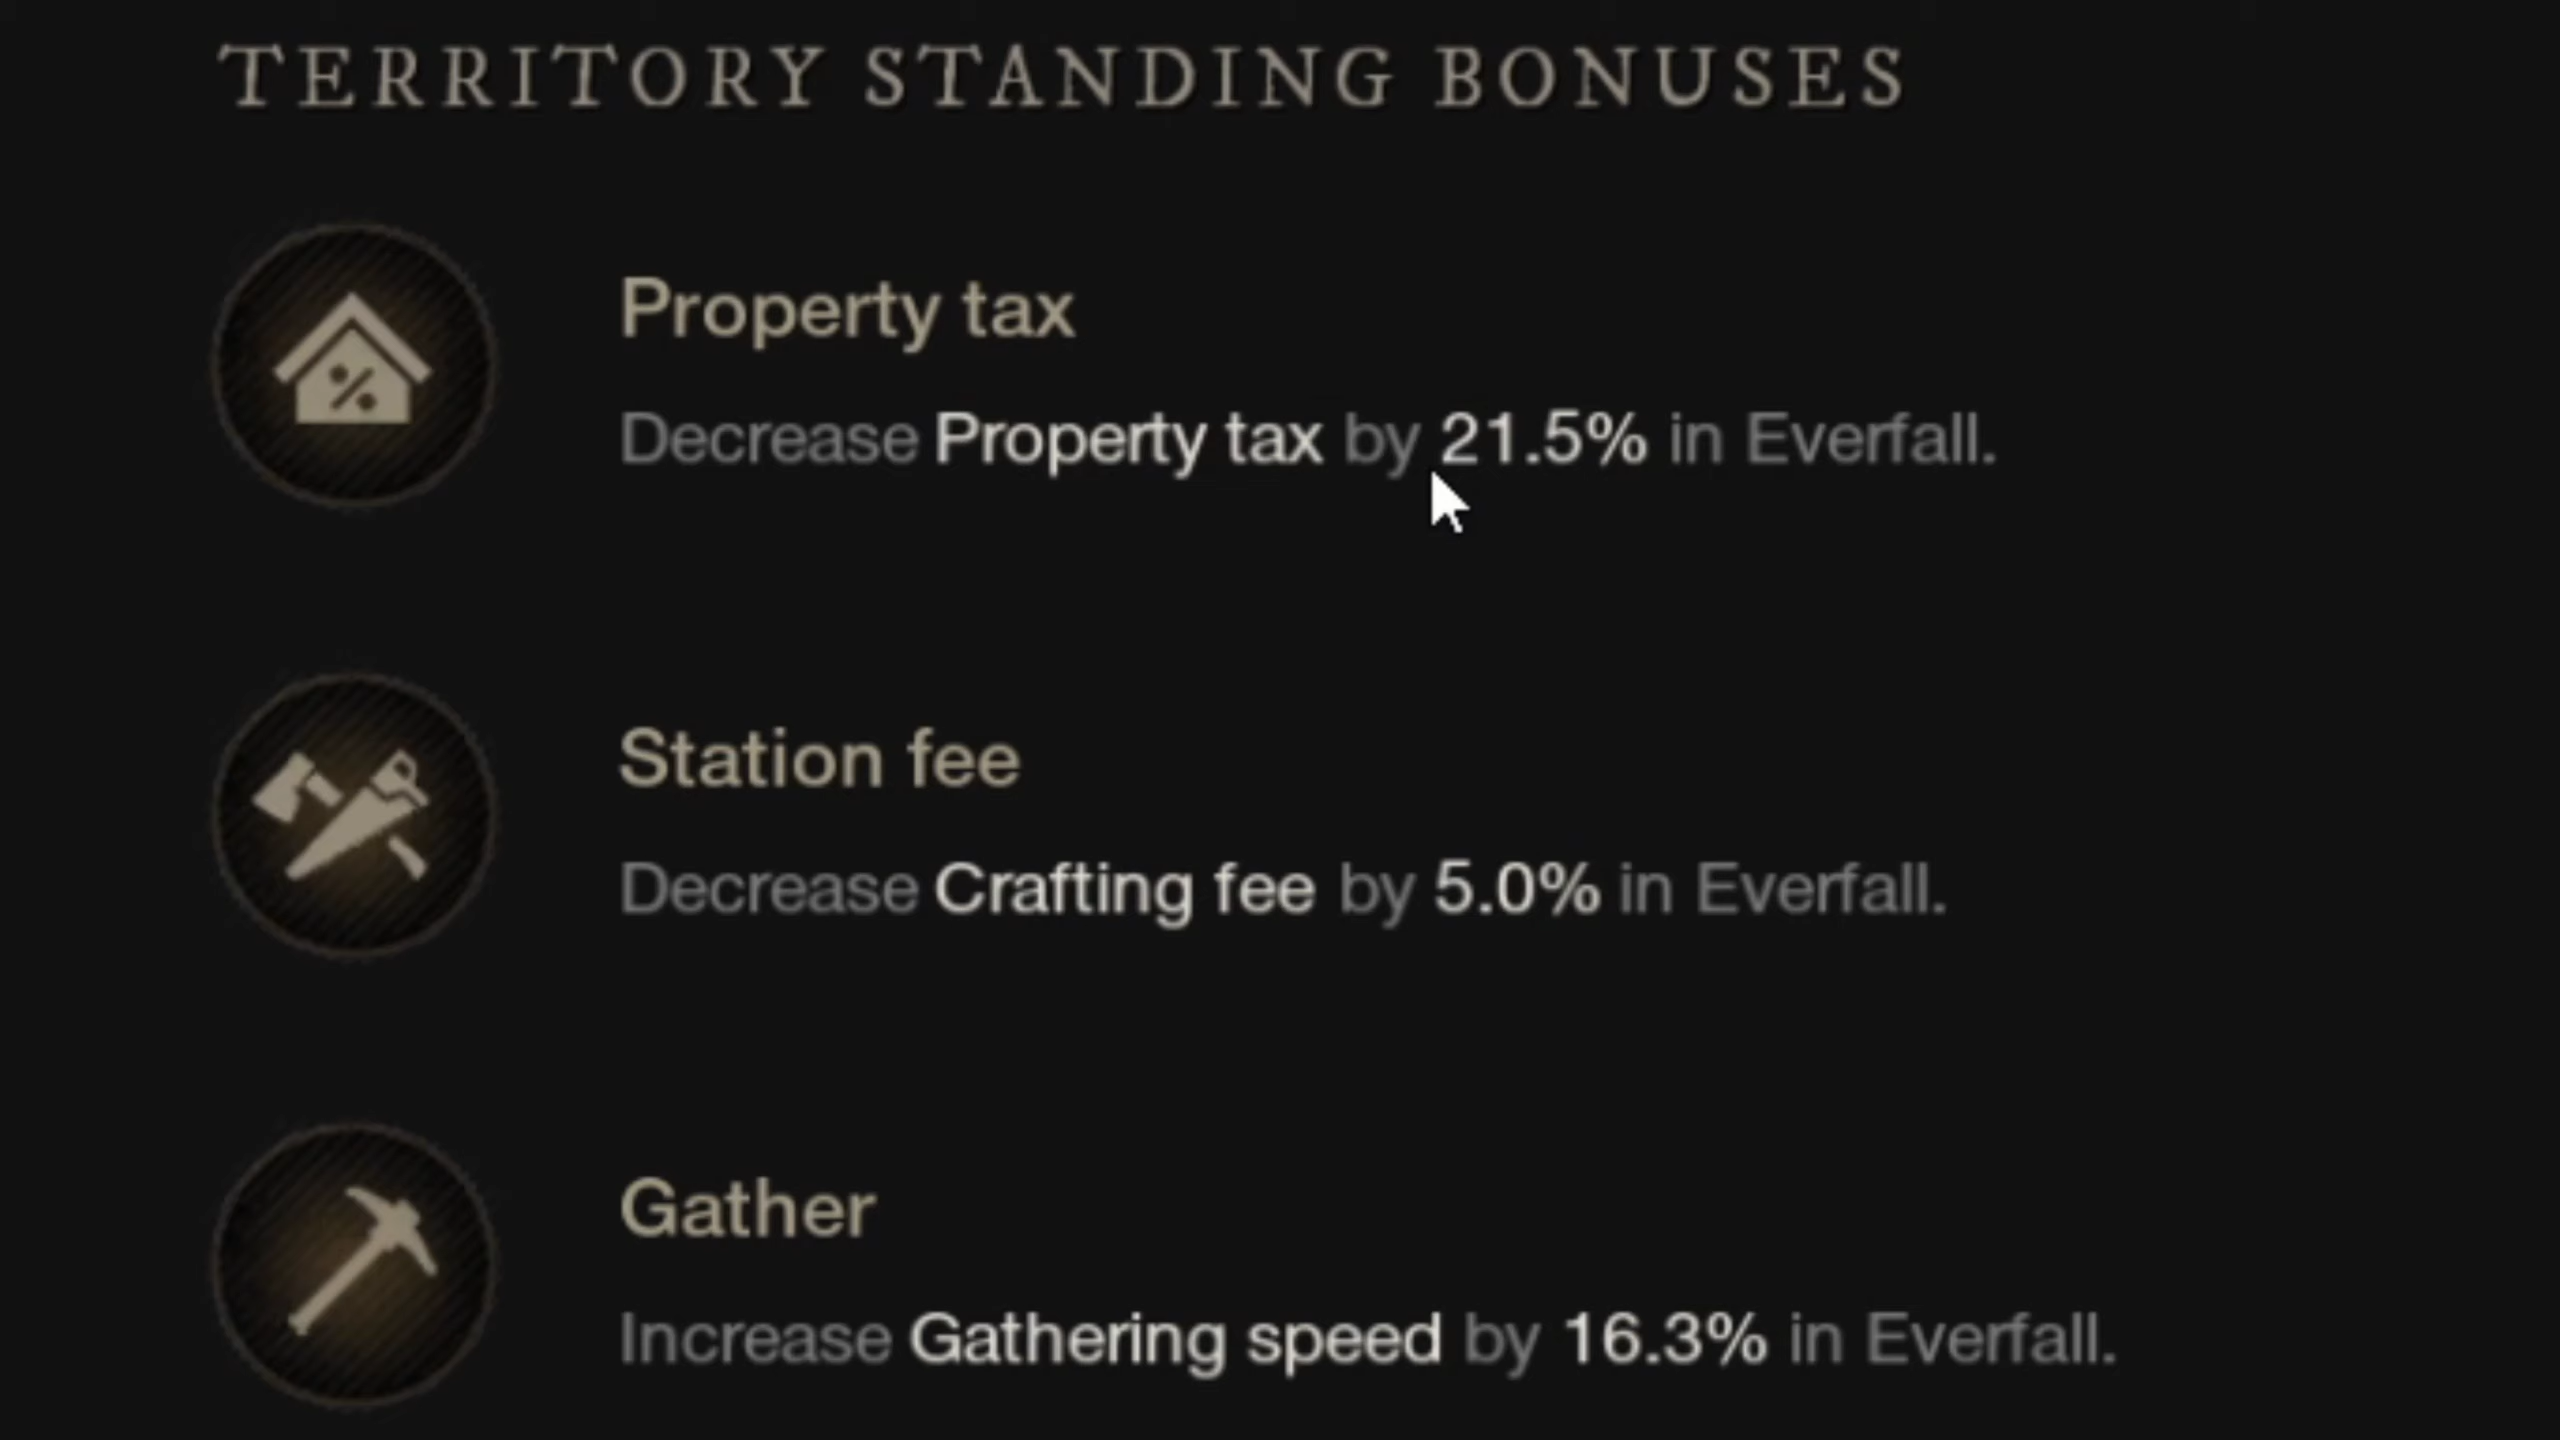 TERRITORY STANDING BONUSES
Property tax
Decrease Property tax by 21.5% in Everfall.
Station fee
Decrease Crafting fee by 5.0% in Everfall.
Gather
Increase Gathering speed by 16.3% in Everfall.